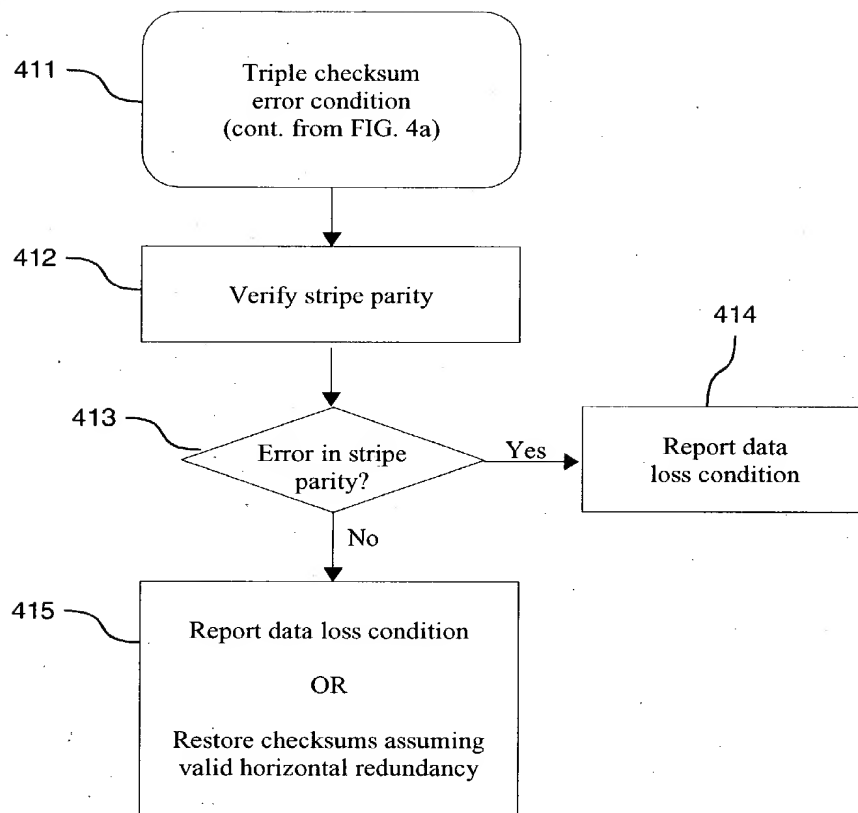 411
Triple checksum
error condition
(cont. from FIG. 4a)
412
Verify stripe parity
414
413
Error in stripe
parity?
Yes
Report data
loss condition
No
415
Report data loss condition
OR
Restore checksums assuming
valid horizontal redundancy